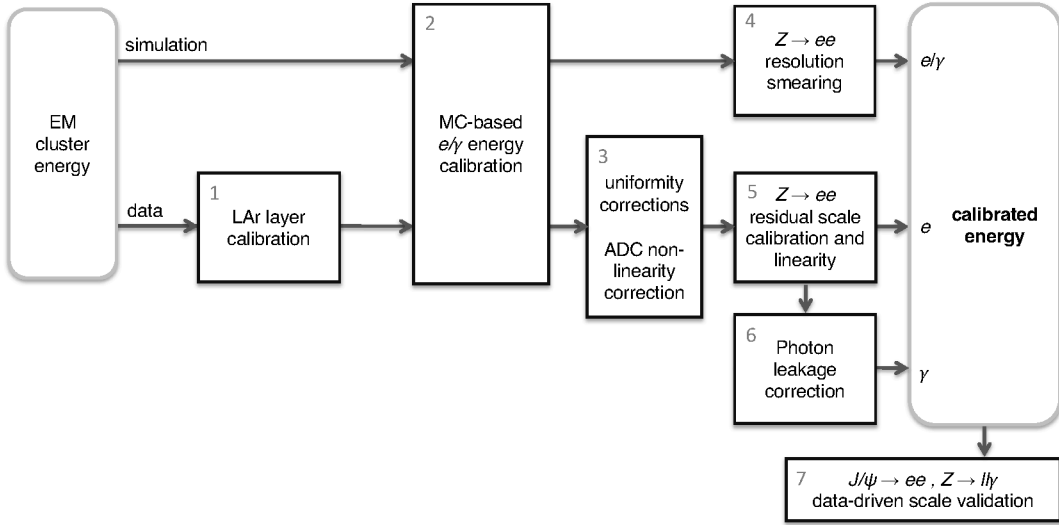 EM
cluster
energy
simulation
data
1
LAr layer
calibration
2
MC-based
e/γ energy
calibration
3
uniformity
corrections
ADC non-
linearity
correction
4
Z → ee
resolution
smearing
5
Z → ee
residual scale
calibration and
linearity
6
Photon
leakage
correction
e/γ
e
γ
calibrated
energy
7
J/ψ → ee , Z → llγ
data-driven scale validation